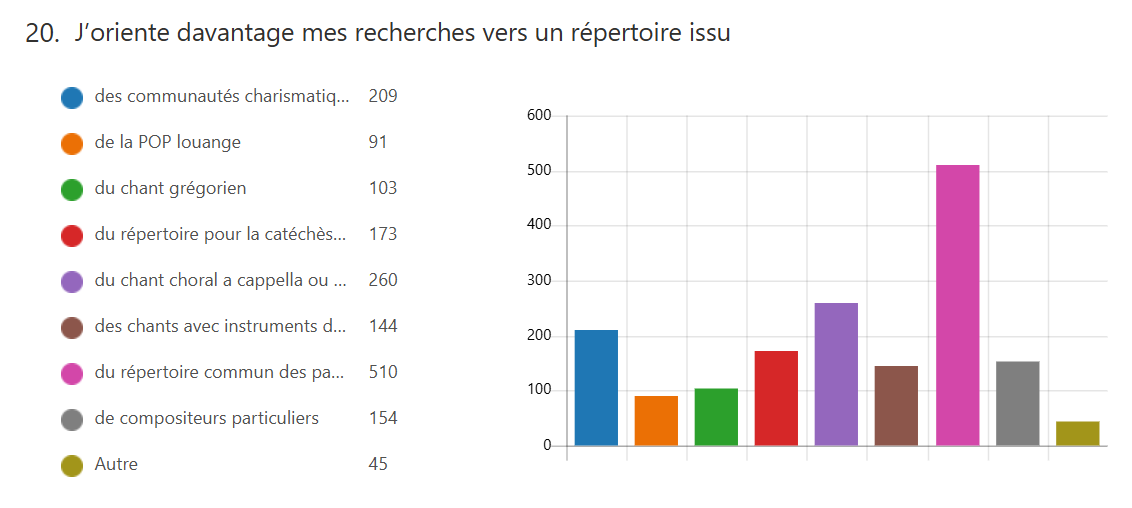 20. J’oriente davantage mes recherches vers un répertoire issu
des communautés charismatiq... 209
de la POP louange 91
du chant grégorien 103
du répertoire pour la catéchès... 173
du chant choral a cappella ou ... 260
des chants avec instruments d... 144
du répertoire commun des pa... 510
de compositeurs particuliers 154
Autre 45
600
500
400
300
200
100
0